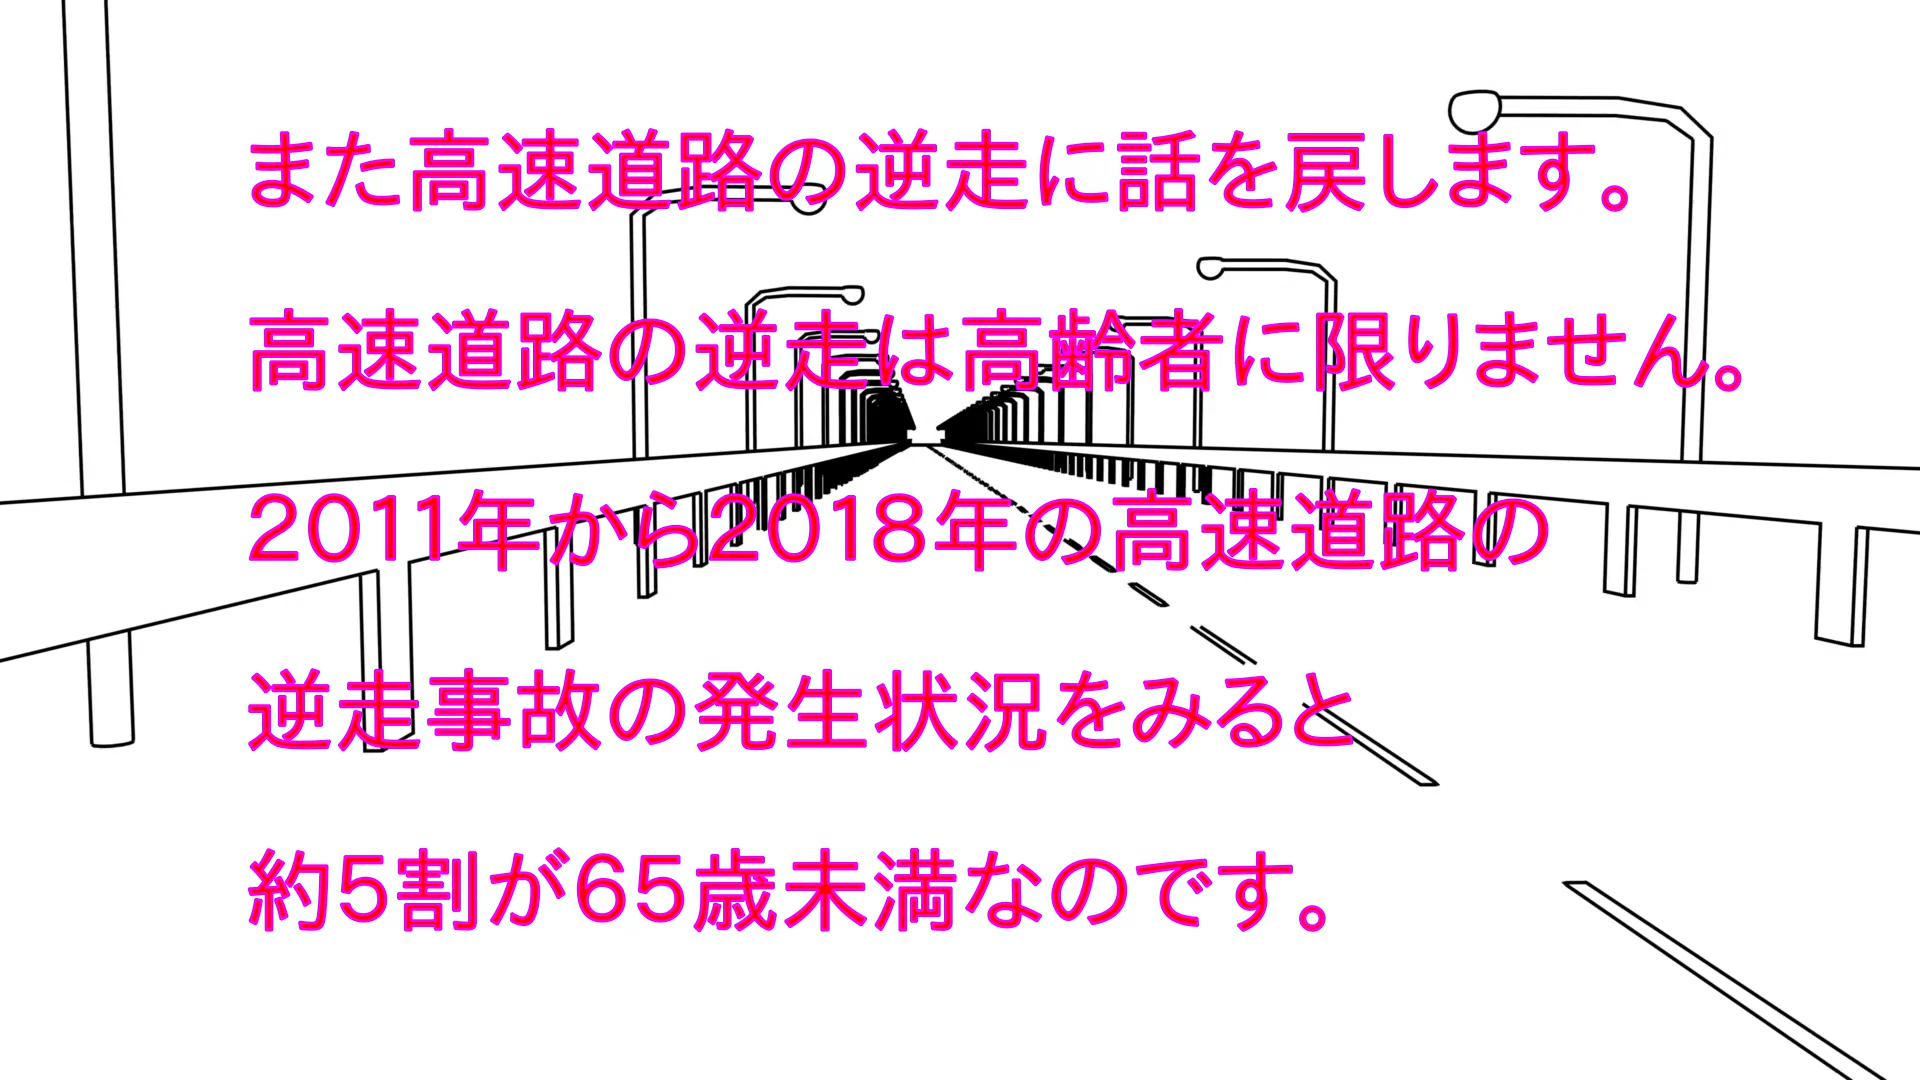 また高速道路の逆走に話を戻します。
高速道路の逆走は高齢者に限りません。
2011年から2018年の高速道路の
逆走事故の発生状況をみると
約5割が65歳未満なのです。